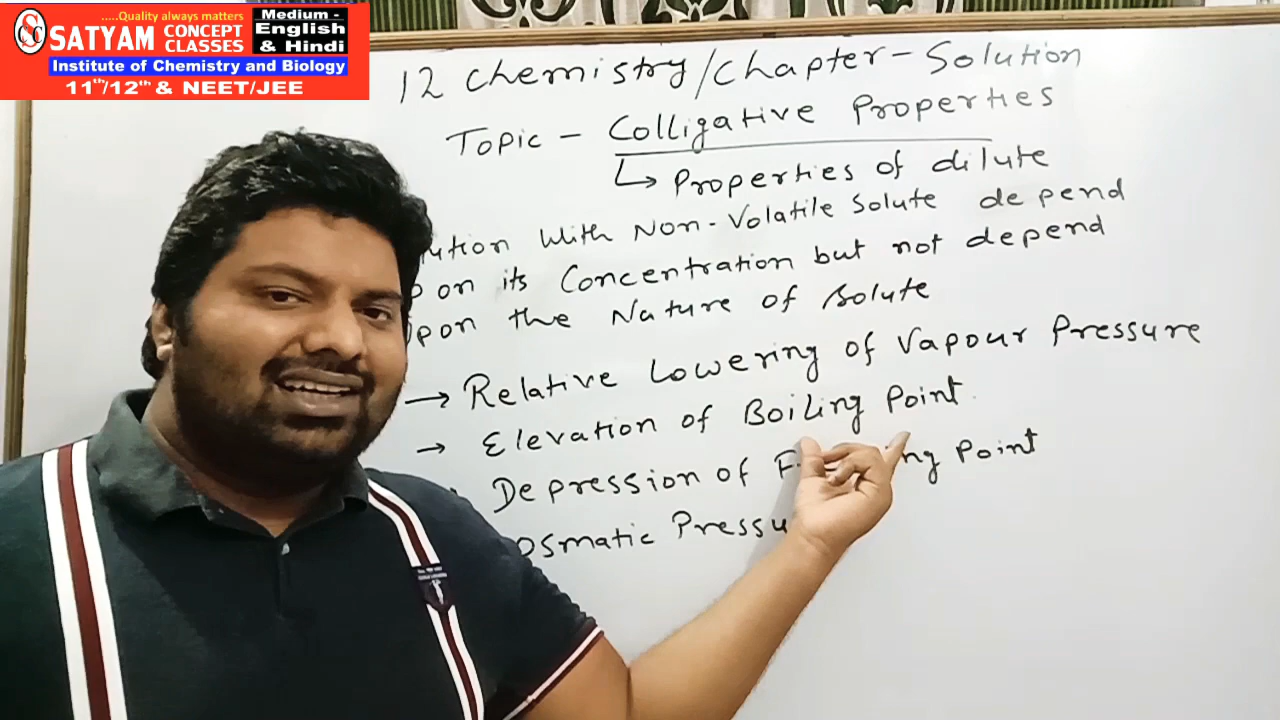 .....Quality always matters
SC SATYAM CONCEPT CLASSES
Medium - English & Hindi
Institute of Chemistry and Biology
11th/12th & NEET/JEE
12 Chemistry/Chapter-Solution
Topic - Colligative Properties
↳ Properties of dilute
With Non-Volatile Solute depend
on its Concentration but not depend
the Nature of Solute
→ Relative Lowering of Vapour Pressure
→ Elevation of Boiling Point
Depression of Point
Osmatic